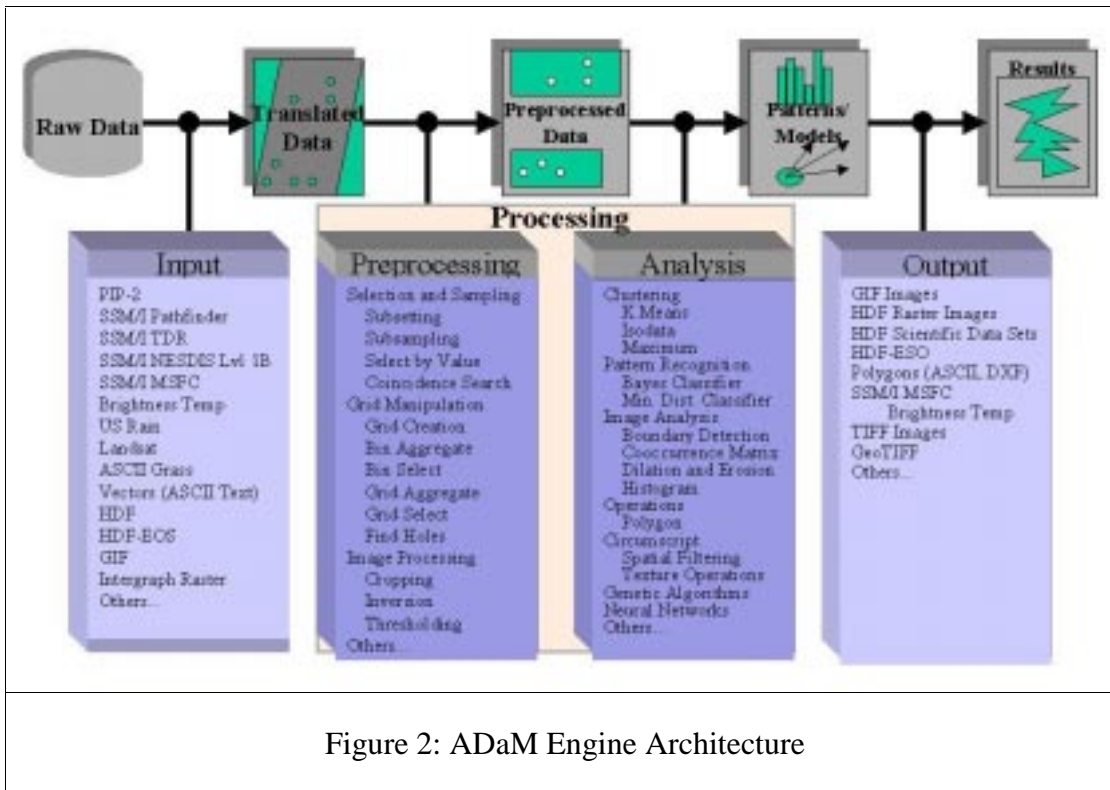 Raw Data
Translated
Data
Preprocessed
Data
Patterns/
Models
Results
Processing
Input
PIP-2
SSM/I Pathfinder
SSM/I TDR
SSM/I NESDIS Lvl 1B
SSM/I MSFC
Brightness Temp
US Rain
Landsat
ASCII Grass
Vectors (ASCII Text)
HDF
HDF-EOS
GIF
Intergraph Raster
Others...
Preprocessing
Selection and Sampling
Subsetting
Subsampling
Select by Value
Coincidence Search
Grid Manipulation
Grid Creation
Bin Aggregate
Bin Select
Grid Aggregate
Grid Select
Find Holes
Image Processing
Cropping
Inversion
Thresholding
Others...
Analysis
Clustering
K Means
Isodata
Maximum
Pattern Recognition
Bayes Classifier
Min. Dist. Classifier
Image Analysis
Boundary Detection
Cooccurrence Matrix
Dilation and Erosion
Histogram
Operations
Polygon
Circumscript
Spatial Filtering
Texture Operations
Genetic Algorithms
Neural Networks
Others...
Output
GIF Images
HDF Raster Images
HDF Scientific Data Sets
HDF-ESO
Polygons (ASCII, DXF)
SSM/I MSFC
Brightness Temp
TIFF Images
GeoTIFF
Others...
Figure 2: ADaM Engine Architecture